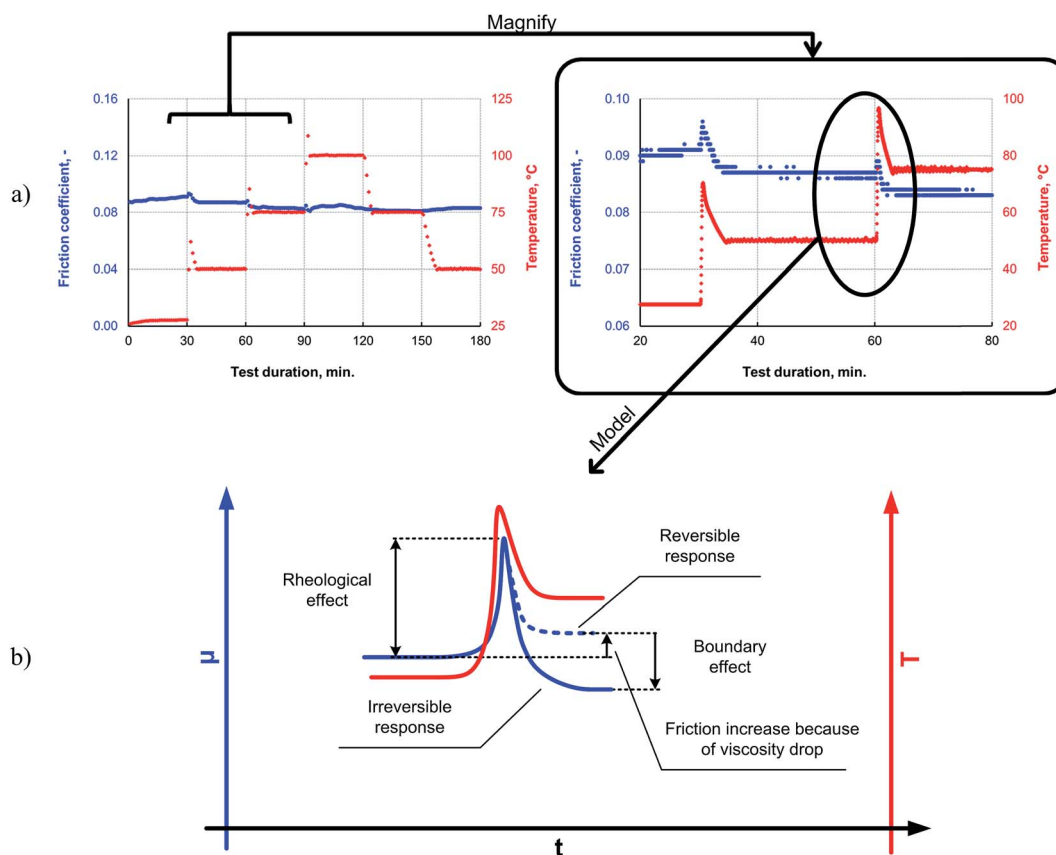 Magnify
a)
Friction coefficient, -
0.16
0.12
0.08
0.04
0.00
0
30
60
90
120
150
180
Test duration, min.
125
100
75
50
25
Temperature, °C
Friction coefficient, -
0.10
0.09
0.08
0.07
0.06
20
40
60
80
Test duration, min.
100
80
60
40
20
Temperature, °C
Model
b)
μ
Rheological
effect
Reversible
response
Boundary
effect
Irreversible
response
Friction increase because
of viscosity drop
T
t